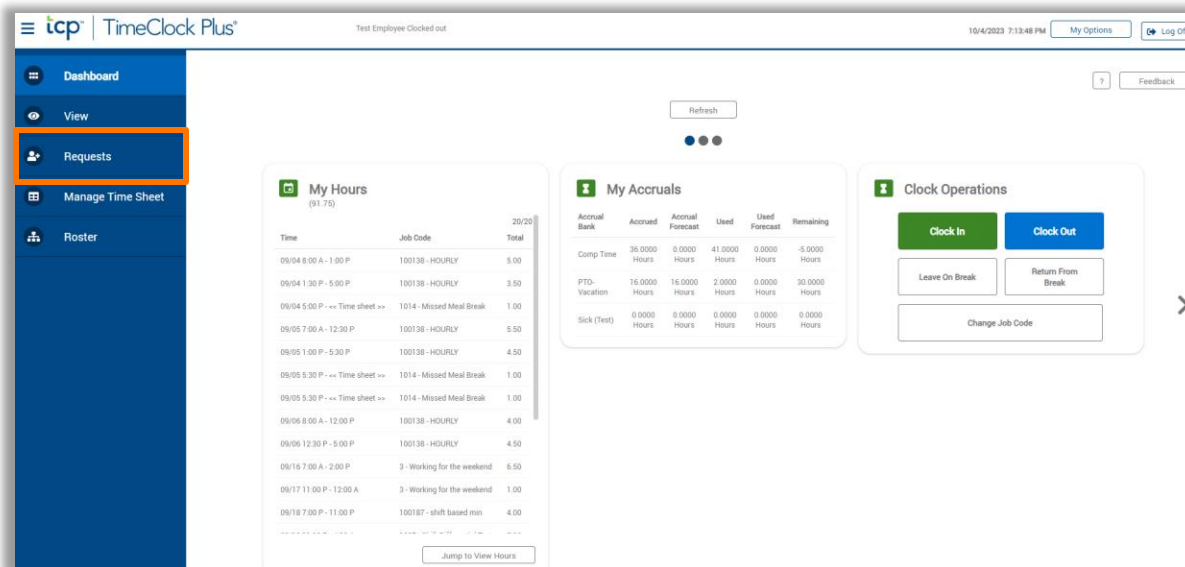 tcp™ | TimeClock Plus®
Test Employee Clocked out
10/4/2023 7:13:48 PM
My Options
Log Of
Dashboard
View
Requests
Manage Time Sheet
Roster
?
Feedback
Refresh
My Hours
(91.75)
20/20
Time Job Code Total
09/04 8:00 A - 1:00 P 100138 - HOURLY 5.00
09/04 1:30 P - 5:00 P 100138 - HOURLY 3.50
09/04 5:00 P - << Time sheet >> 1014 - Missed Meal Break 1.00
09/05 7:00 A - 12:30 P 100138 - HOURLY 5.50
09/05 1:00 P - 5:30 P 100138 - HOURLY 4.50
09/05 5:30 P - << Time sheet >> 1014 - Missed Meal Break 1.00
09/05 5:30 P - << Time sheet >> 1014 - Missed Meal Break 1.00
09/06 8:00 A - 12:00 P 100138 - HOURLY 4.00
09/06 12:30 P - 5:00 P 100138 - HOURLY 4.50
09/16 7:00 A - 2:00 P 3 - Working for the weekend 6.50
09/17 11:00 P - 12:00 A 3 - Working for the weekend 1.00
09/18 7:00 P - 11:00 P 100187 - shift based min 4.00
Jump to View Hours
My Accruals
Accrual Bank Accrued Accrual Forecast Used Used Forecast Remaining
Comp Time 36.0000 Hours 0.0000 Hours 41.0000 Hours 0.0000 Hours -5.0000 Hours
PTO-Vacation 16.0000 Hours 16.0000 Hours 2.0000 Hours 0.0000 Hours 30.0000 Hours
Sick (Test) 0.0000 Hours 0.0000 Hours 0.0000 Hours 0.0000 Hours 0.0000 Hours
Clock Operations
Clock In
Clock Out
Leave On Break
Return From Break
Change Job Code